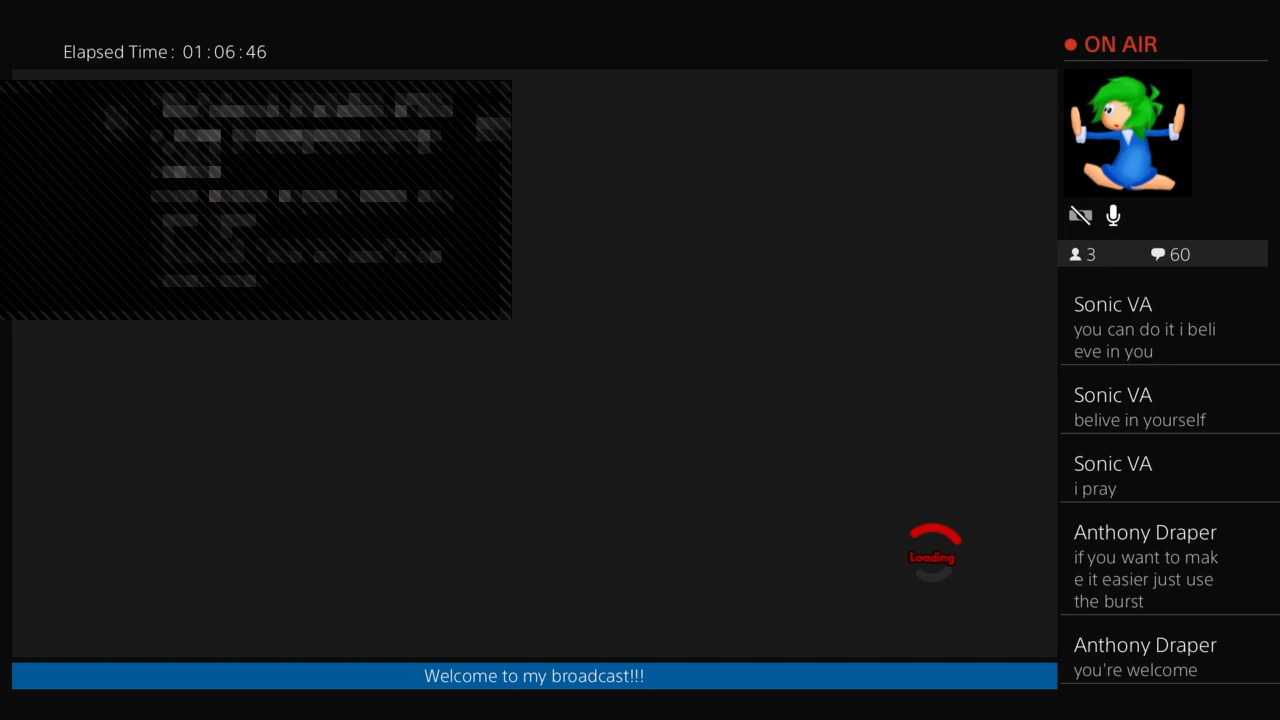 Elapsed Time: 01:06:46
ON AIR
3
60
Sonic VA
you can do it i beli
eve in you
Sonic VA
belive in yourself
Sonic VA
i pray
Anthony Draper
if you want to mak
e it easier just use
the burst
Anthony Draper
you're welcome
Loading
Welcome to my broadcast!!!